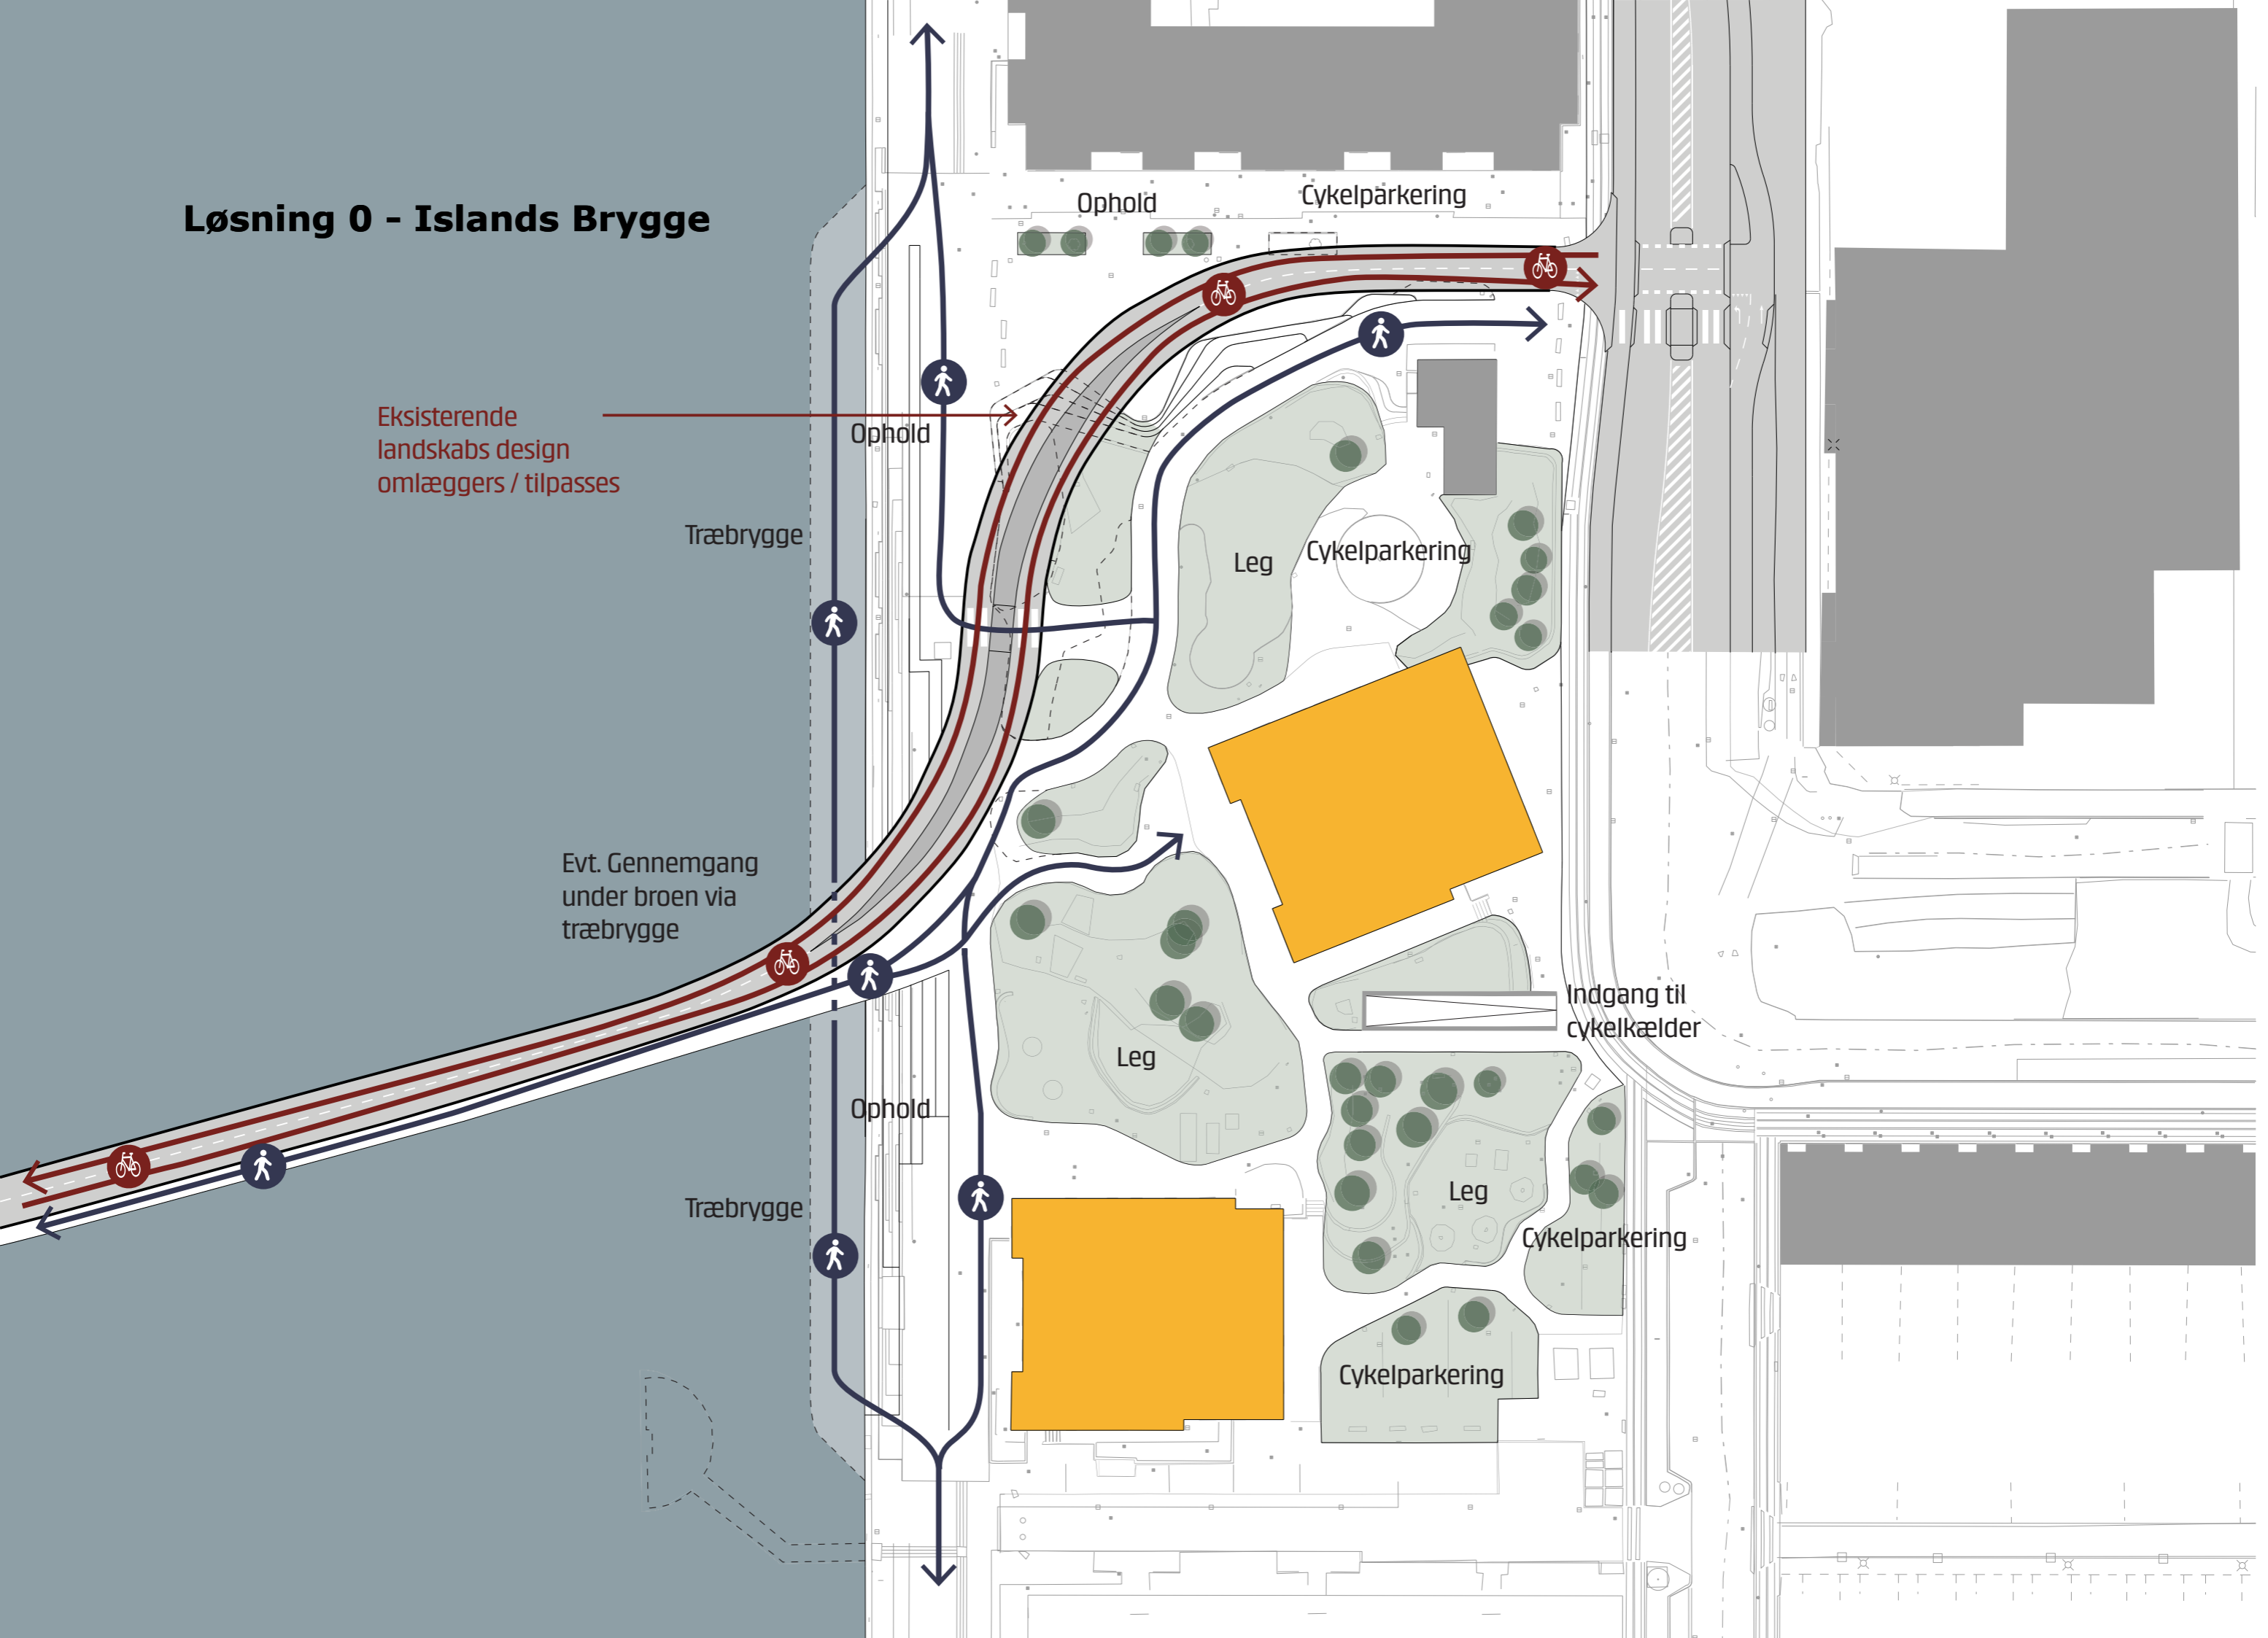 Ophold
Cykelparkering
Løsning 0 - Islands Brygge
Eksisterende
landskabs design
omlæggers / tilpasses
Ophold
Træbrygge
Leg
Cykelparkering
Evt. Gennemgang
under broen via
træbrygge
Indgang til
cykelkælder
Leg
Ophold
Træbrygge
Leg
Cykelparkering
Cykelparkering